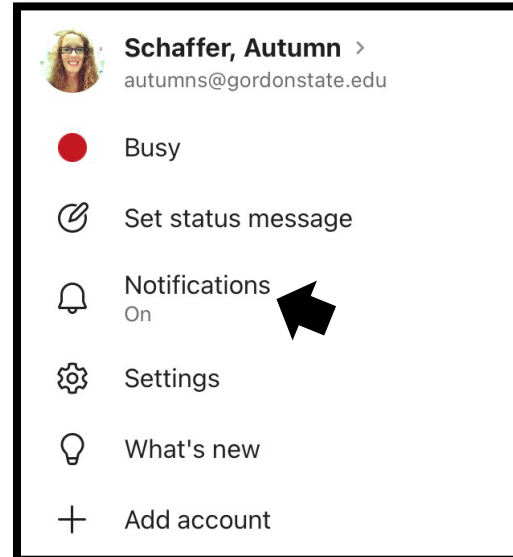 Schaffer, Autumn >
autumns@gordonstate.edu
Busy
Set status message
Notifications
On
Settings
What's new
Add account